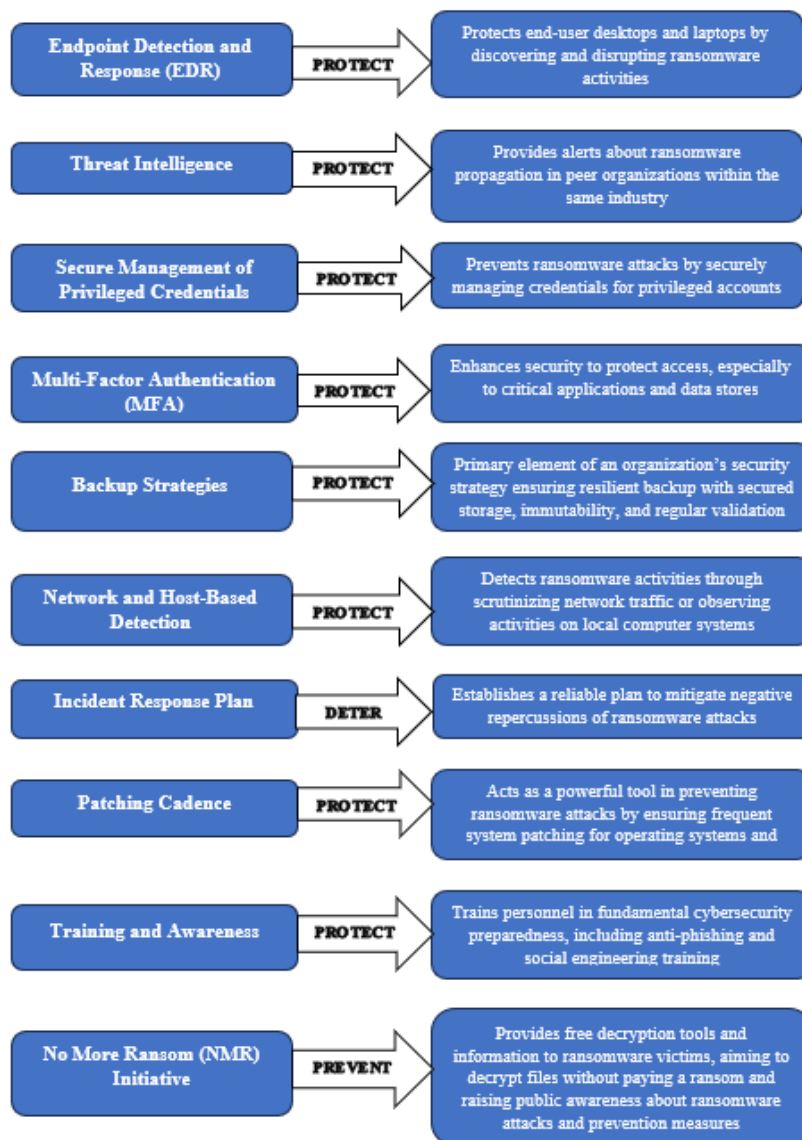 Endpoint Detection and
Response (EDR)
PROTECT
Protects end-user desktops and laptops by
discovering and disrupting ransomware
activities
Threat Intelligence
PROTECT
Provides alerts about ransomware
propagation in peer organizations within the
same industry
Secure Management of
Privileged Credentials
PROTECT
Prevents ransomware attacks by securely
managing credentials for privileged accounts
Multi-Factor Authentication
(MFA)
PROTECT
Enhances security to protect access, especially
to critical applications and data stores
Backup Strategies
PROTECT
Primary element of an organization's security
strategy ensuring resilient backup with secured
storage, immutability, and regular validation
Network and Host-Based
Detection
PROTECT
Detects ransomware activities through
scrutinizing network traffic or observing
activities on local computer systems
Incident Response Plan
DETER
Establishes a reliable plan to mitigate negative
repercussions of ransomware attacks
Patching Cadence
PROTECT
Acts as a powerful tool in preventing
ransomware attacks by ensuring frequent
system patching for operating systems and
Training and Awareness
PROTECT
Trains personnel in fundamental cybersecurity
preparedness, including anti-phishing and
social engineering training
No More Ransom (NMR)
Initiative
PREVENT
Provides free decryption tools and
information to ransomware victims, aiming to
decrypt files without paying a ransom and
raising public awareness about ransomware
attacks and prevention measures